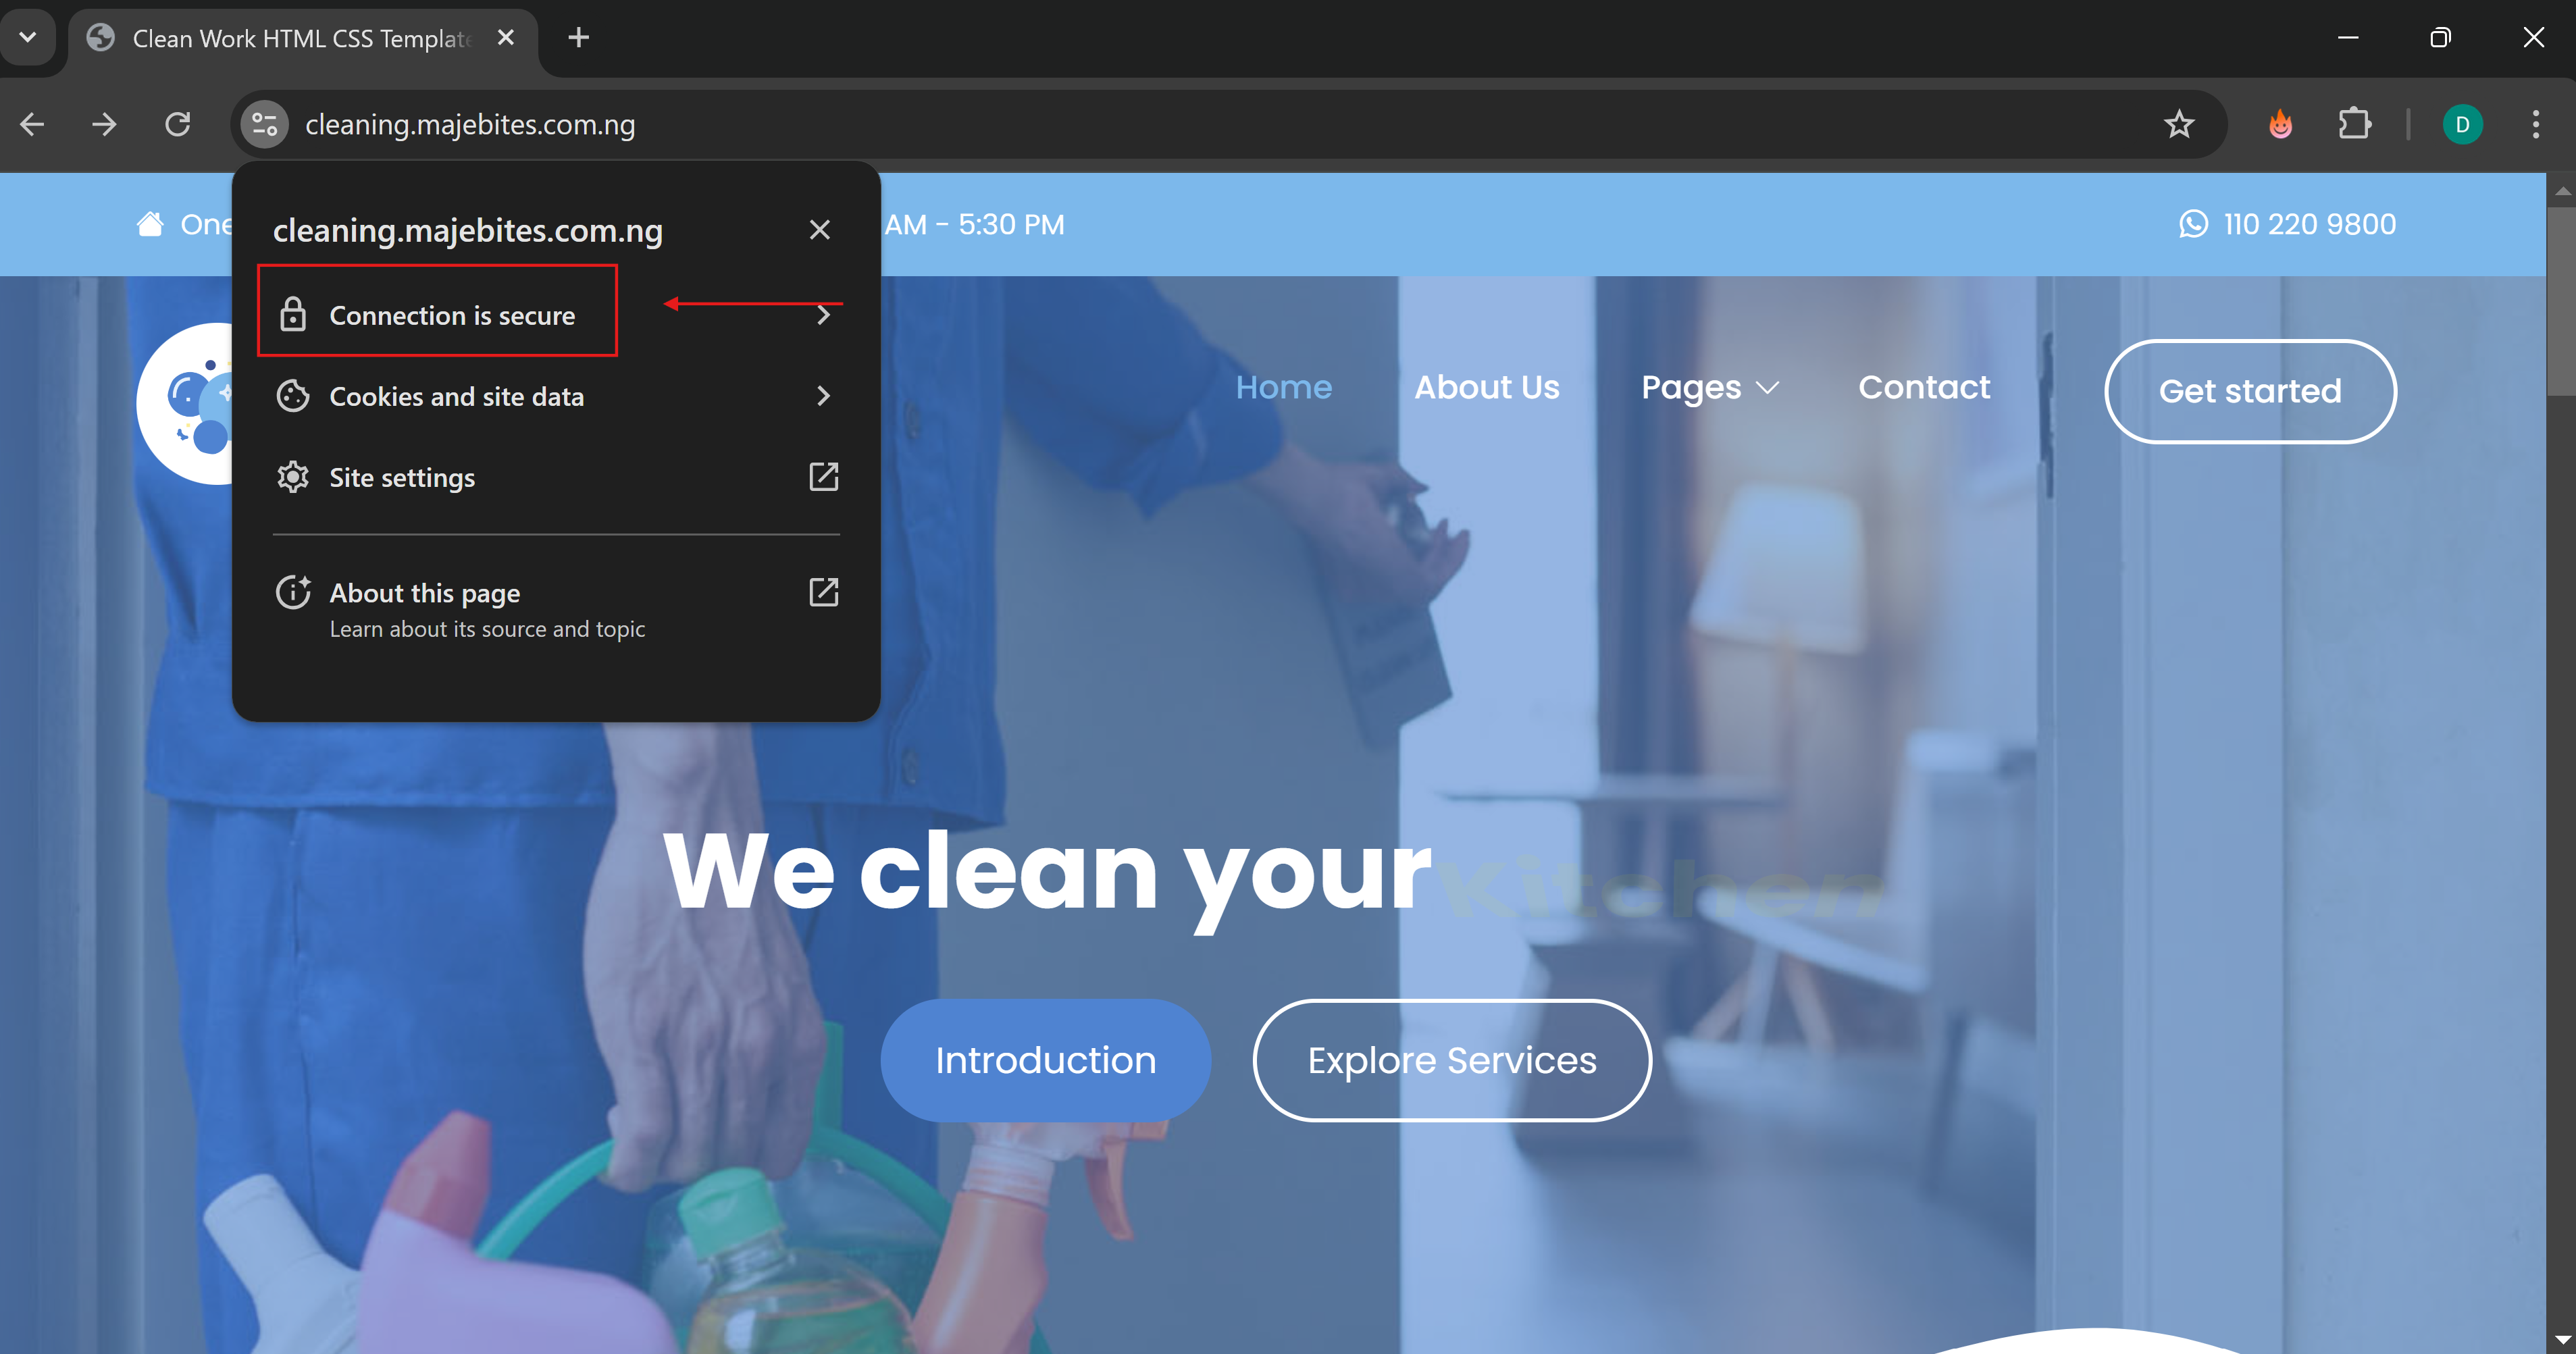 Clean Work HTML CSS Template
cleaning.majebites.com.ng
One
AM - 5:30 PM
110 220 9800
cleaning.majebites.com.ng
Connection is secure
Cookies and site data
Site settings
About this page
Learn about its source and topic
Home
About Us
Pages
Contact
Get started
We clean your Kitchen
Introduction
Explore Services
D